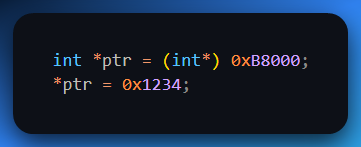 int *ptr = (int*) 0xB8000;
*ptr = 0x1234;